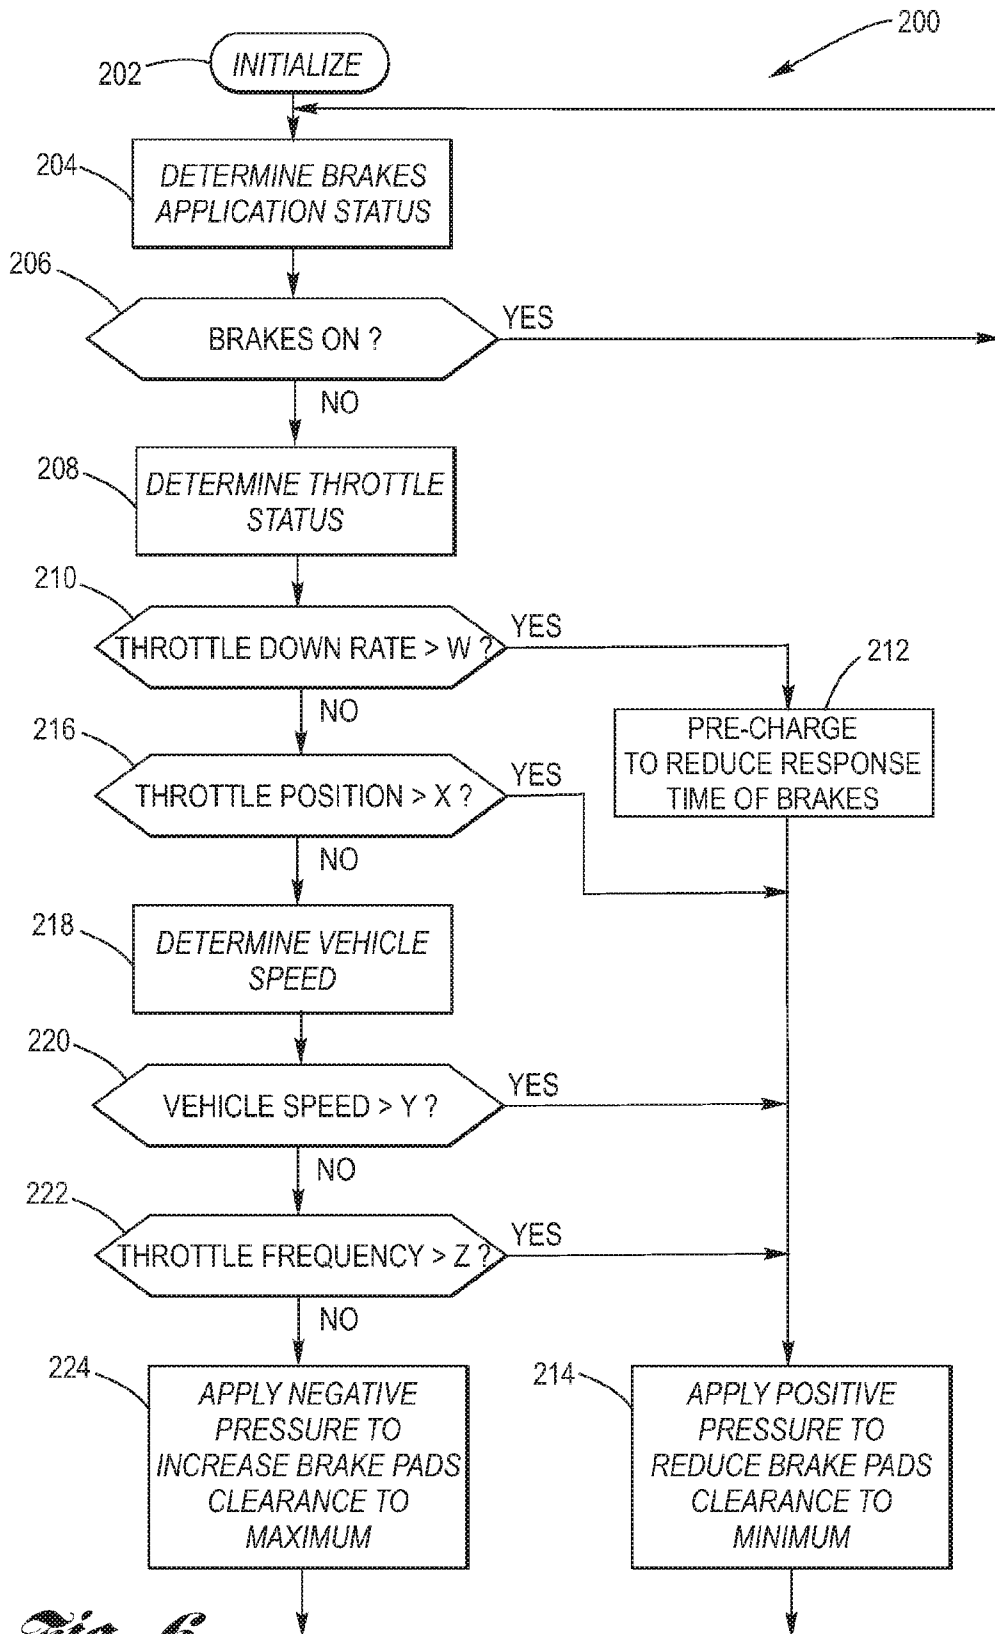 200
202
INITIALIZE
204
DETERMINE BRAKES
APPLICATION STATUS
206
BRAKES ON ?
YES
NO
208
DETERMINE THROTTLE
STATUS
210
THROTTLE DOWN RATE > W ?
YES
NO
212
PRE-CHARGE
TO REDUCE RESPONSE
TIME OF BRAKES
216
THROTTLE POSITION > X ?
YES
NO
218
DETERMINE VEHICLE
SPEED
220
VEHICLE SPEED > Y ?
YES
NO
222
THROTTLE FREQUENCY > Z ?
YES
NO
224
APPLY NEGATIVE
PRESSURE TO
INCREASE BRAKE PADS
CLEARANCE TO
MAXIMUM
214
APPLY POSITIVE
PRESSURE TO
REDUCE BRAKE PADS
CLEARANCE TO
MINIMUM
Fig. 6